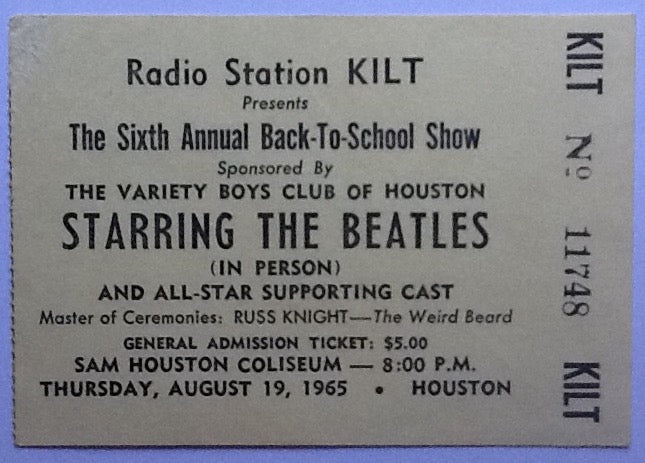 Radio Station KILT
Presents
The Sixth Annual Back-To-School Show
Sponsored By
THE VARIETY BOYS CLUB OF HOUSTON
STARRING THE BEATLES
(IN PERSON)
AND ALL-STAR SUPPORTING CAST
Master of Ceremonies: RUSS KNIGHT—The Weird Beard
GENERAL ADMISSION TICKET: $5.00
SAM HOUSTON COLISEUM — 8:00 P.M.
THURSDAY, AUGUST 19, 1965 • HOUSTON
KILT Nº 11748 KILT